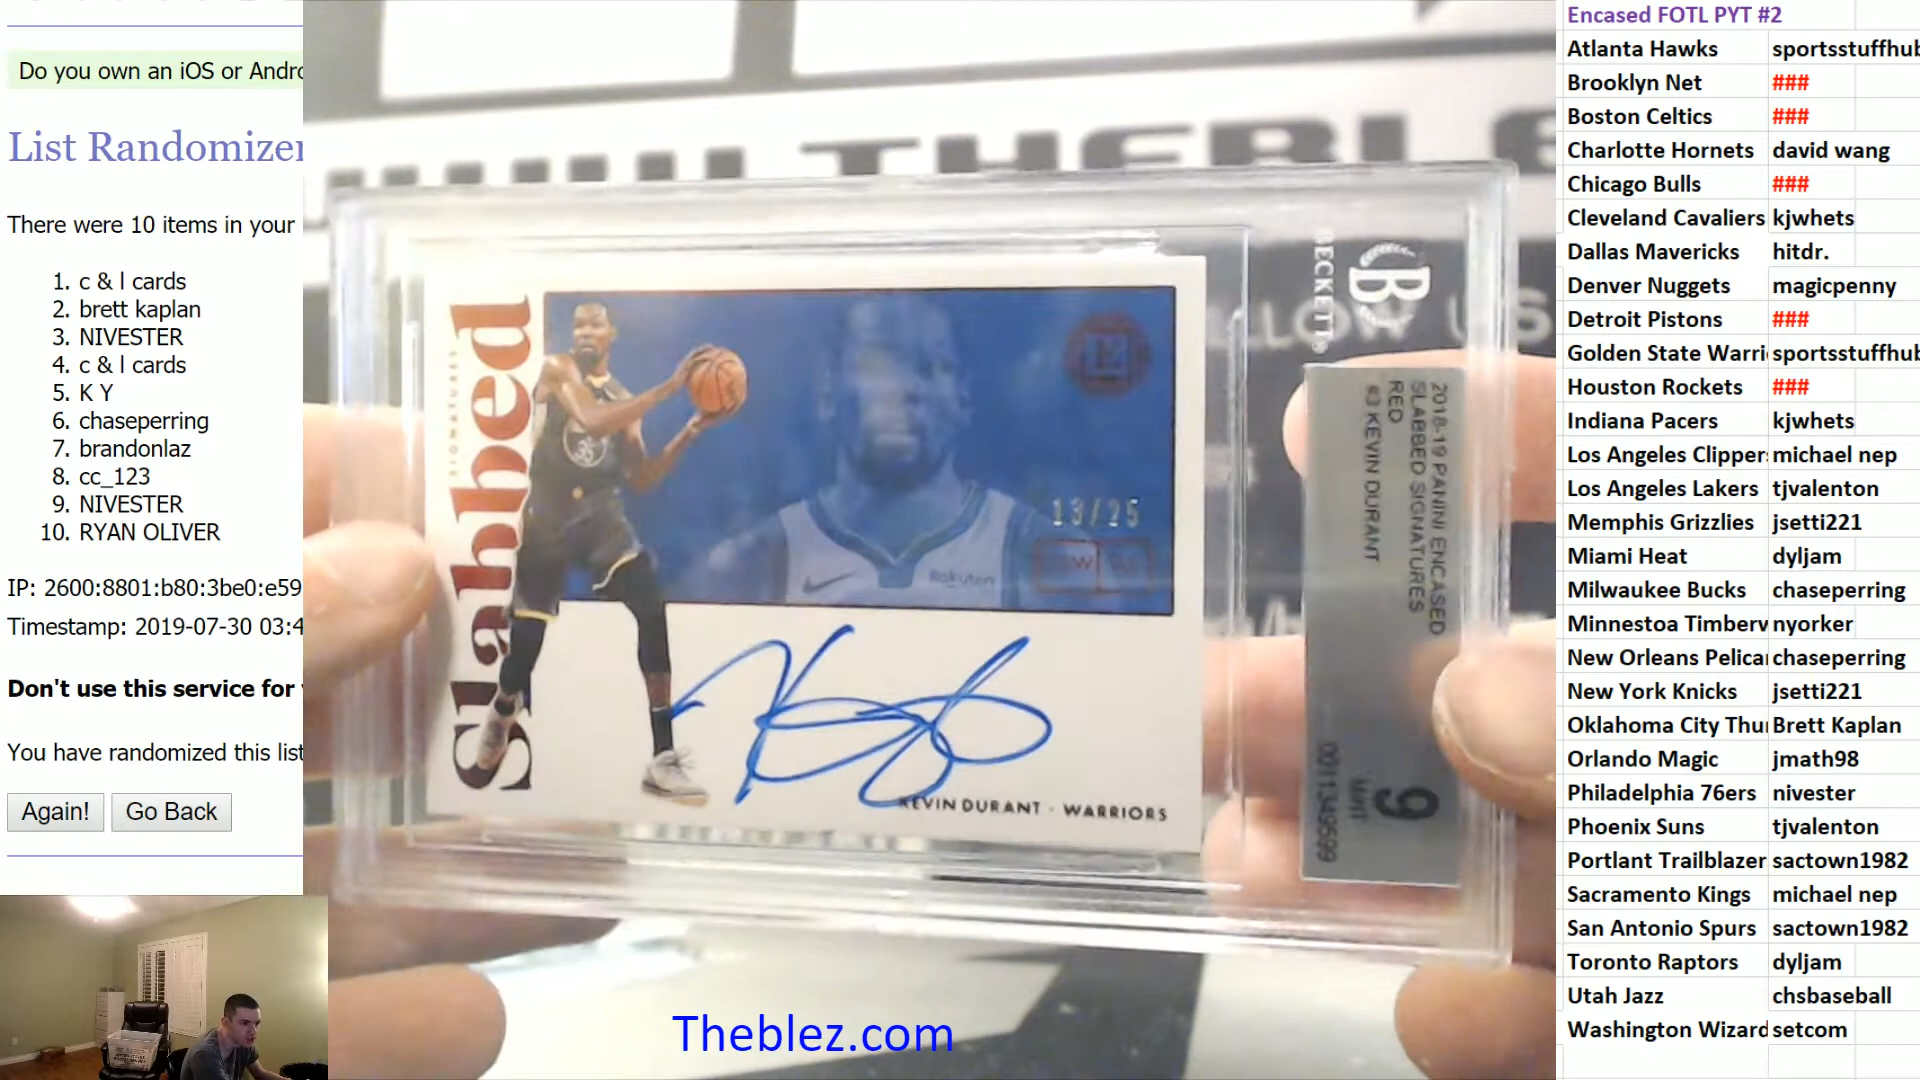 Do you own an iOS or Andro
List Randomizer
There were 10 items in your
1. c & l cards
2. brett kaplan
3. NIVESTER
4. c & l cards
5. K Y
6. chaseperring
7. brandonlaz
8. cc_123
9. NIVESTER
10. RYAN OLIVER
IP: 2600:8801:b80:3be0:e59
Timestamp: 2019-07-30 03:4
Don't use this service for
You have randomized this list
Again! Go Back
THEBLE
LLOW US
SIGNATURES
Slabbed
35
13/25
Rakuten
KEVIN DURANT - WARRIORS
BECKETT
B
2018-19 PANINI ENCASED
SLABBED SIGNATURES
RED
#3 KEVIN DURANT
MINT
9
0011349599
Theblez.com
Encased FOTL PYT #2
Atlanta Hawks sportsstuffhub
Brooklyn Net ###
Boston Celtics ###
Charlotte Hornets david wang
Chicago Bulls ###
Cleveland Cavaliers kjwhets
Dallas Mavericks hitdr.
Denver Nuggets magicpenny
Detroit Pistons ###
Golden State Warri sportsstuffhub
Houston Rockets ###
Indiana Pacers kjwhets
Los Angeles Clipper michael nep
Los Angeles Lakers tjvalenton
Memphis Grizzlies jsetti221
Miami Heat dyljam
Milwaukee Bucks chaseperring
Minnestoa Timberv nyorker
New Orleans Pelica chaseperring
New York Knicks jsetti221
Oklahoma City Thu Brett Kaplan
Orlando Magic jmath98
Philadelphia 76ers nivester
Phoenix Suns tjvalenton
Portlant Trailblazer sactown1982
Sacramento Kings michael nep
San Antonio Spurs sactown1982
Toronto Raptors dyljam
Utah Jazz chsbaseball
Washington Wizard setcom